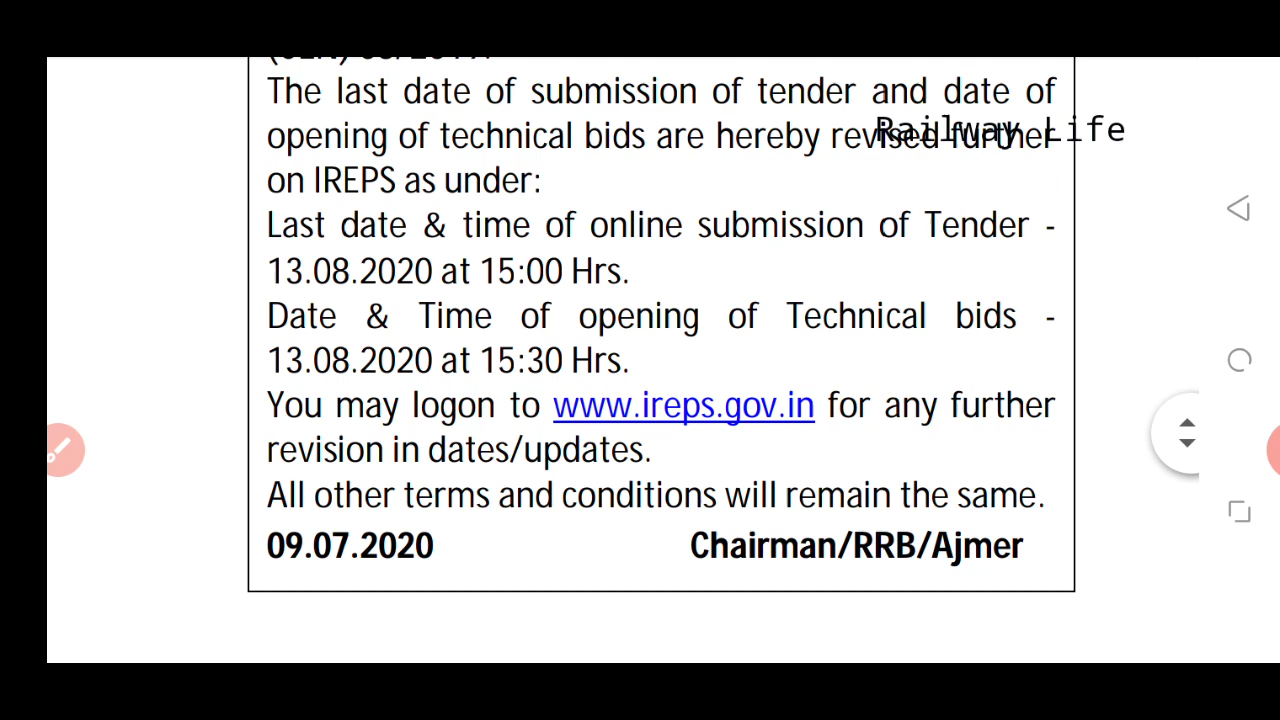 The last date of submission of tender and date of
opening of technical bids are hereby revised further
Railway Life
on IREPS as under:
Last date & time of online submission of Tender -
13.08.2020 at 15:00 Hrs.
Date & Time of opening of Technical bids -
13.08.2020 at 15:30 Hrs.
You may logon to www.ireps.gov.in for any further
revision in dates/updates.
All other terms and conditions will remain the same.
09.07.2020 Chairman/RRB/Ajmer